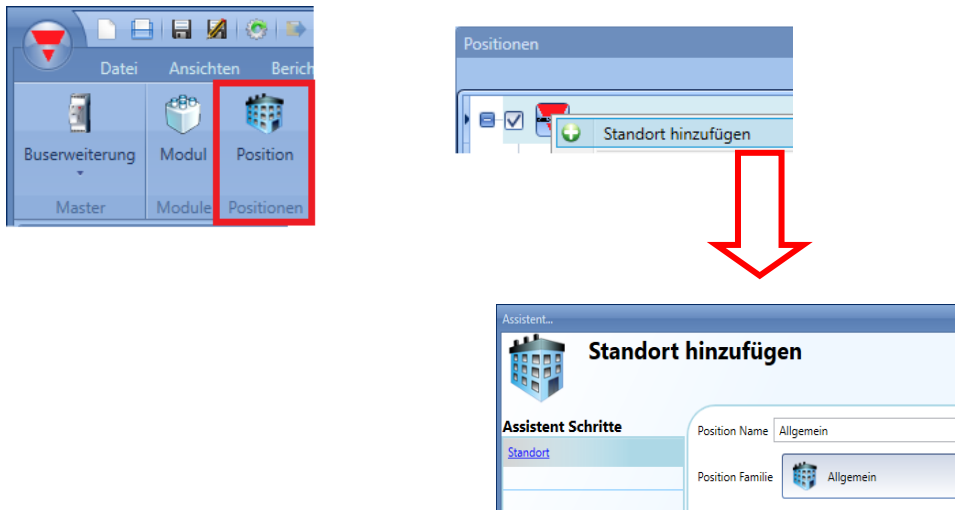 Datei Ansichten Berich
Buserweiterung Modul Position
Master Module Positionen
Positionen
Standort hinzufügen
Assistent...
Standort hinzufügen
Assistent Schritte
Standort
Position Name Allgemein
Position Familie Allgemein